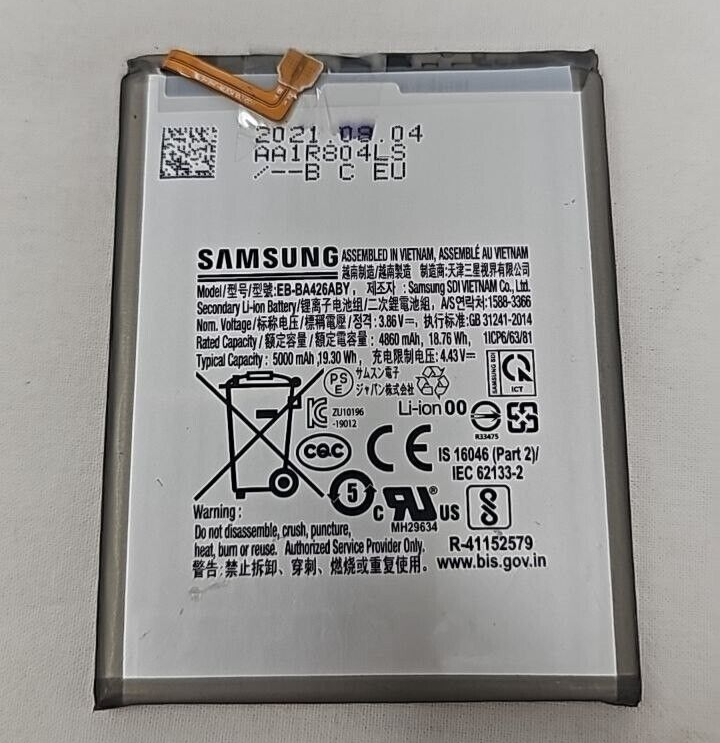 2021.08.04
AA1R804LS
/--B C EU
SAMSUNG ASSEMBLED IN VIETNAM, ASSEMBLÉ AU VIETNAM
越南制造/越南製造 制造商:天津三星视界有限公司
Model/型号/型號:EB-BA426ABY, 제조자 : Samsung SDI VIETNAM Co., Ltd.
Secondary Li-ion Battery/锂离子电池组/二次鋰電池組, A/S연락처:1588-3366
Nom. Voltage/标称电压/標稱電壓/정격: 3.86V⎓, 执行标准:GB 31241-2014
Rated Capacity / 额定容量 / 額定電容量: 4860 mAh, 18.76 Wh, 1ICP6/63/81
Typical Capacity : 5000 mAh ,19.30 Wh, 充电限制电压: 4.43 V⎓
PS E サムスン電子
ジャパン株式会社
SAMSUNG SDI
ICT
ZU10196
-19012
Li-ion 00
R33475
CQC
CE
IS 16046 (Part 2)/
IEC 62133-2
5
c RU® US
MH29634
Warning :
Do not disassemble, crush, puncture,
heat, burn or reuse. Authorized Service Provider Only.
警告: 禁止拆卸、穿刺、燃烧或重复使用。
R-41152579
www.bis.gov.in